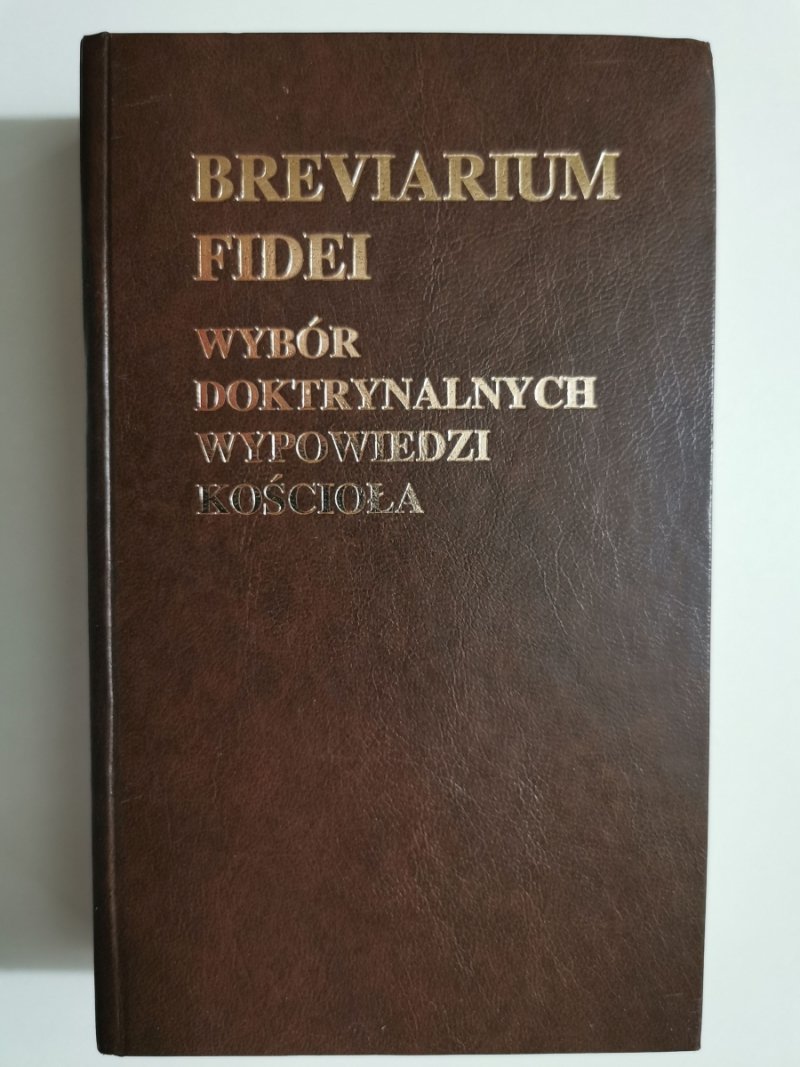 BREVIARIUM
FIDEI
WYBÓR
DOKTRYNALNYCH
WYPOWIEDZI
KOŚCIOŁA